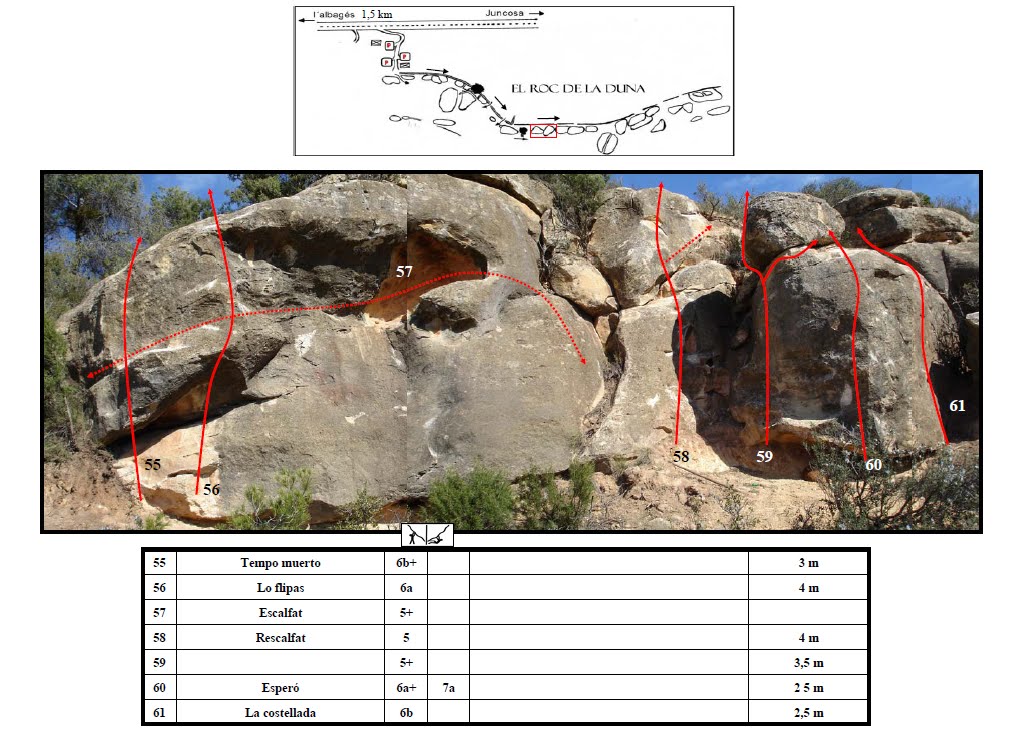 l'albagés 1,5 km Juncosa
P
P
P
EL ROC DE LA DUNA
57
61
58 59 60
55
56
55 Tempo muerto 6b+ 3 m
56 Lo flipas 6a 4 m
57 Escalfat 5+
58 Rescalfat 5 4 m
59 5+ 3,5 m
60 Esperó 6a+ 7a 2 5 m
61 La costellada 6b 2,5 m